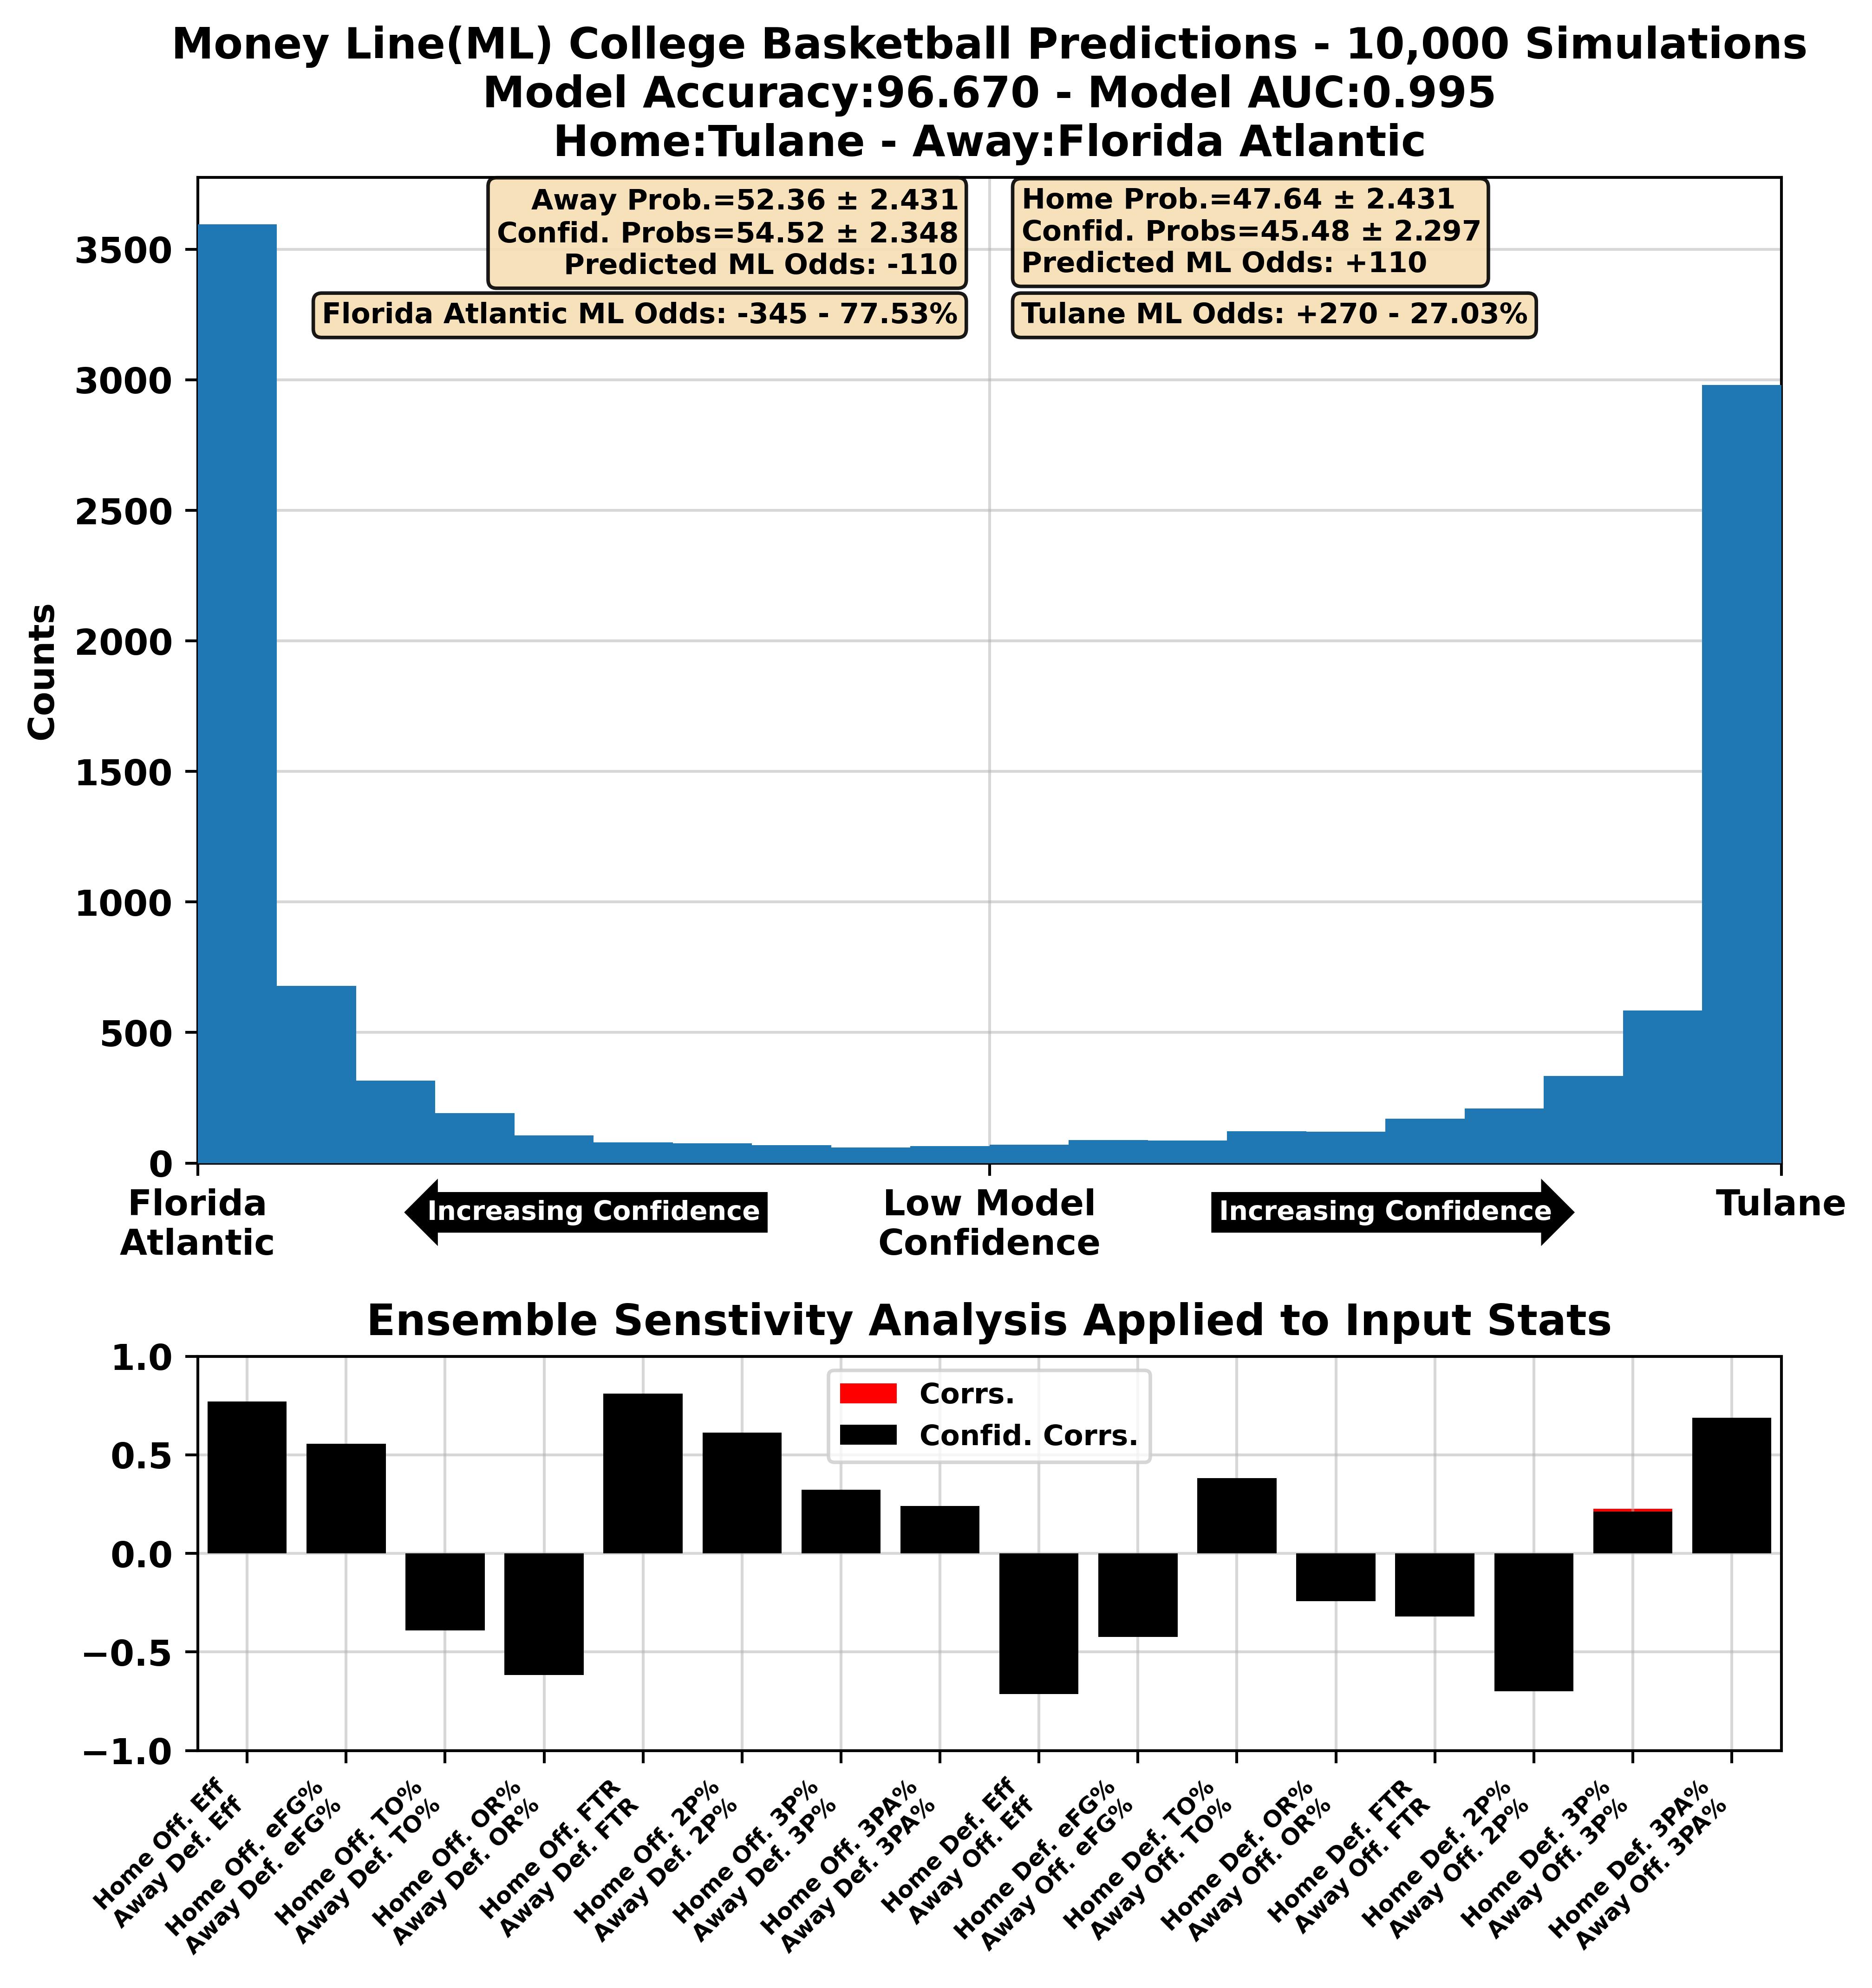 Money Line(ML) College Basketball Predictions - 10,000 Simulations
Model Accuracy:96.670 - Model AUC:0.995
Home:Tulane - Away:Florida Atlantic
Away Prob.=52.36 ± 2.431
Confid. Probs=54.52 ± 2.348
Predicted ML Odds: -110
Florida Atlantic ML Odds: -345 - 77.53%
Home Prob.=47.64 ± 2.431
Confid. Probs=45.48 ± 2.297
Predicted ML Odds: +110
Tulane ML Odds: +270 - 27.03%
Counts
3500
3000
2500
2000
1500
1000
500
0
Florida
Atlantic
Increasing Confidence
Low Model
Confidence
Increasing Confidence
Tulane
Ensemble Senstivity Analysis Applied to Input Stats
1.0
0.5
0.0
−0.5
−1.0
Corrs.
Confid. Corrs.
Home Off. Eff
Away Def. Eff
Home Off. eFG%
Away Def. eFG%
Home Off. TO%
Away Def. TO%
Home Off. OR%
Away Def. OR%
Home Off. FTR
Away Def. FTR
Home Off. 2P%
Away Def. 2P%
Home Off. 3P%
Away Def. 3P%
Home Off. 3PA%
Away Def. 3PA%
Home Def. Eff
Away Off. Eff
Home Def. eFG%
Away Off. eFG%
Home Def. TO%
Away Off. TO%
Home Def. OR%
Away Off. OR%
Home Def. FTR
Away Off. FTR
Home Def. 2P%
Away Off. 2P%
Home Def. 3P%
Away Off. 3P%
Home Def. 3PA%
Away Off. 3PA%